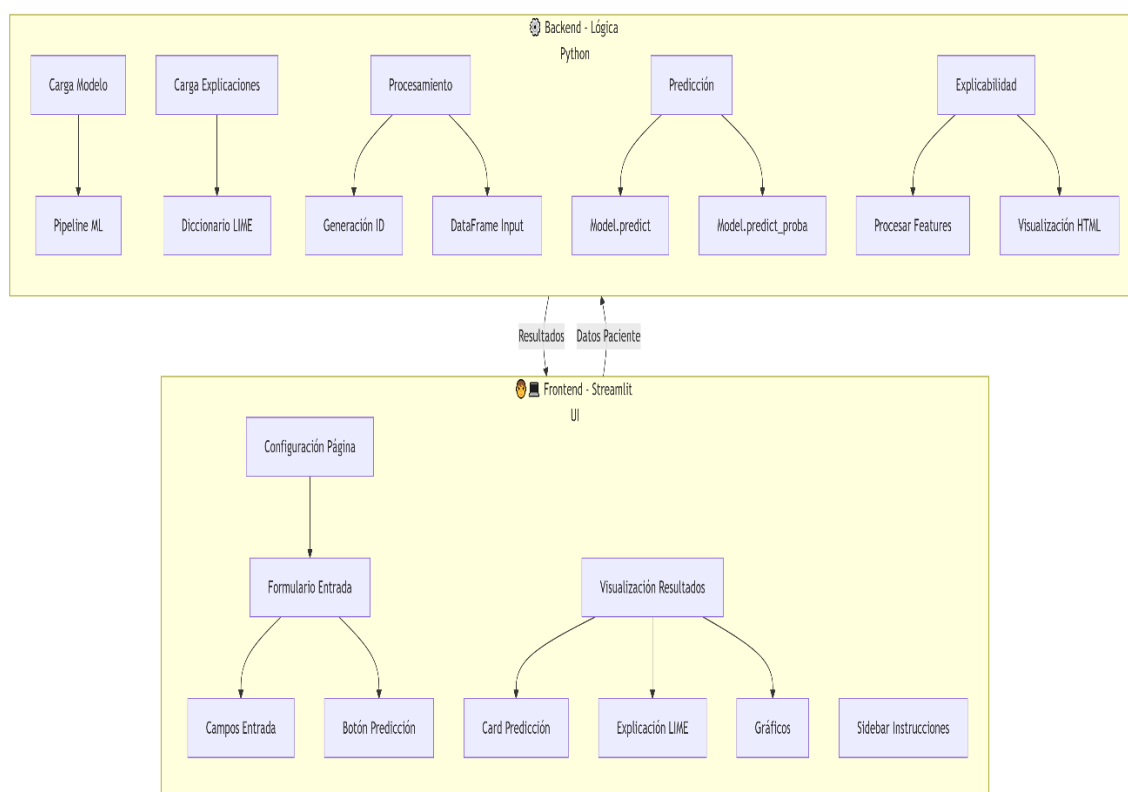 Backend - Lógica
Python
Carga Modelo
Carga Explicaciones
Procesamiento
Predicción
Explicabilidad
Pipeline ML
Diccionario LIME
Generación ID
DataFrame Input
Model.predict
Model.predict_proba
Procesar Features
Visualización HTML
Resultados
Datos Paciente
Frontend - Streamlit
UI
Configuración Página
Formulario Entrada
Visualización Resultados
Campos Entrada
Botón Predicción
Card Predicción
Explicación LIME
Gráficos
Sidebar Instrucciones